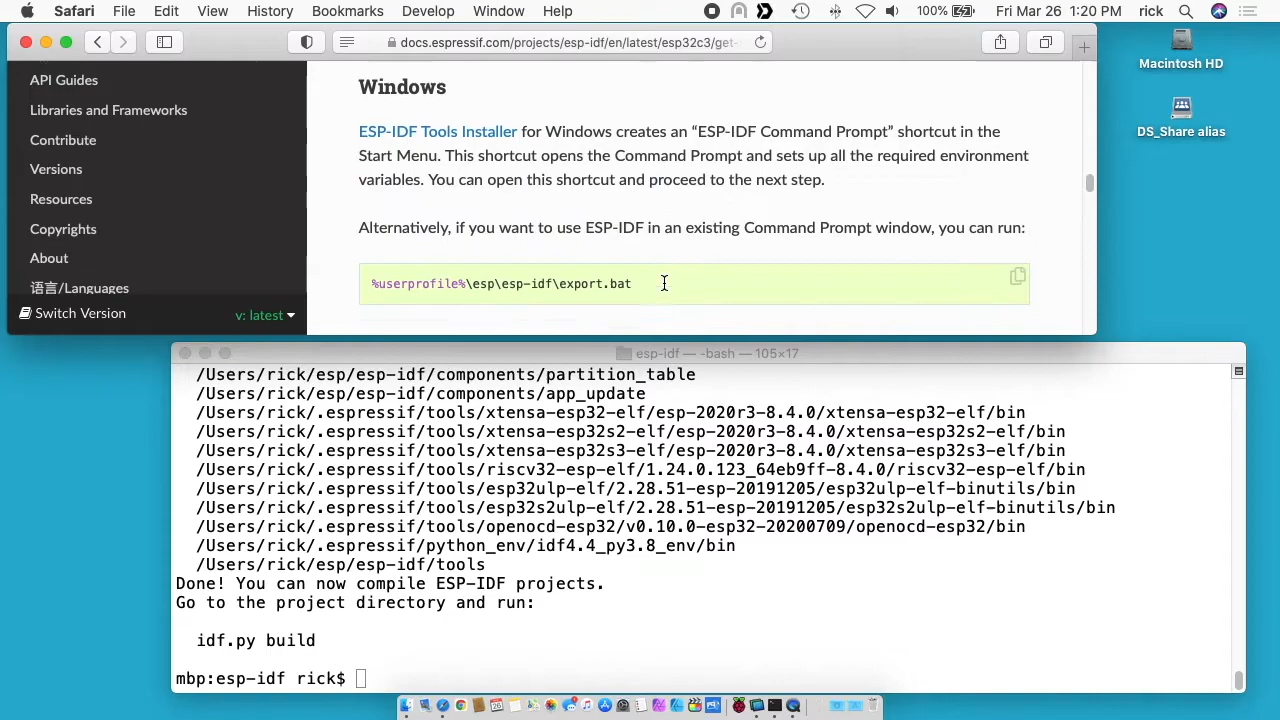 Safari File Edit View History Bookmarks Develop Window Help 100% Fri Mar 26 1:20 PM rick
docs.espressif.com/projects/esp-idf/en/latest/esp32c3/get-
Macintosh HD
DS_Share alias
API Guides
Libraries and Frameworks
Contribute
Versions
Resources
Copyrights
About
语言/Languages
Switch Version v: latest
Windows
ESP-IDF Tools Installer for Windows creates an “ESP-IDF Command Prompt” shortcut in the
Start Menu. This shortcut opens the Command Prompt and sets up all the required environment
variables. You can open this shortcut and proceed to the next step.
Alternatively, if you want to use ESP-IDF in an existing Command Prompt window, you can run:
%userprofile%\esp\esp-idf\export.bat
esp-idf — -bash — 105×17
/Users/rick/esp/esp-idf/components/partition_table
/Users/rick/esp/esp-idf/components/app_update
/Users/rick/.espressif/tools/xtensa-esp32-elf/esp-2020r3-8.4.0/xtensa-esp32-elf/bin
/Users/rick/.espressif/tools/xtensa-esp32s2-elf/esp-2020r3-8.4.0/xtensa-esp32s2-elf/bin
/Users/rick/.espressif/tools/xtensa-esp32s3-elf/esp-2020r3-8.4.0/xtensa-esp32s3-elf/bin
/Users/rick/.espressif/tools/riscv32-esp-elf/1.24.0.123_64eb9ff-8.4.0/riscv32-esp-elf/bin
/Users/rick/.espressif/tools/esp32ulp-elf/2.28.51-esp-20191205/esp32ulp-elf-binutils/bin
/Users/rick/.espressif/tools/esp32s2ulp-elf/2.28.51-esp-20191205/esp32s2ulp-elf-binutils/bin
/Users/rick/.espressif/tools/openocd-esp32/v0.10.0-esp32-20200709/openocd-esp32/bin
/Users/rick/.espressif/python_env/idf4.4_py3.8_env/bin
/Users/rick/esp/esp-idf/tools
Done! You can now compile ESP-IDF projects.
Go to the project directory and run:
idf.py build
mbp:esp-idf rick$